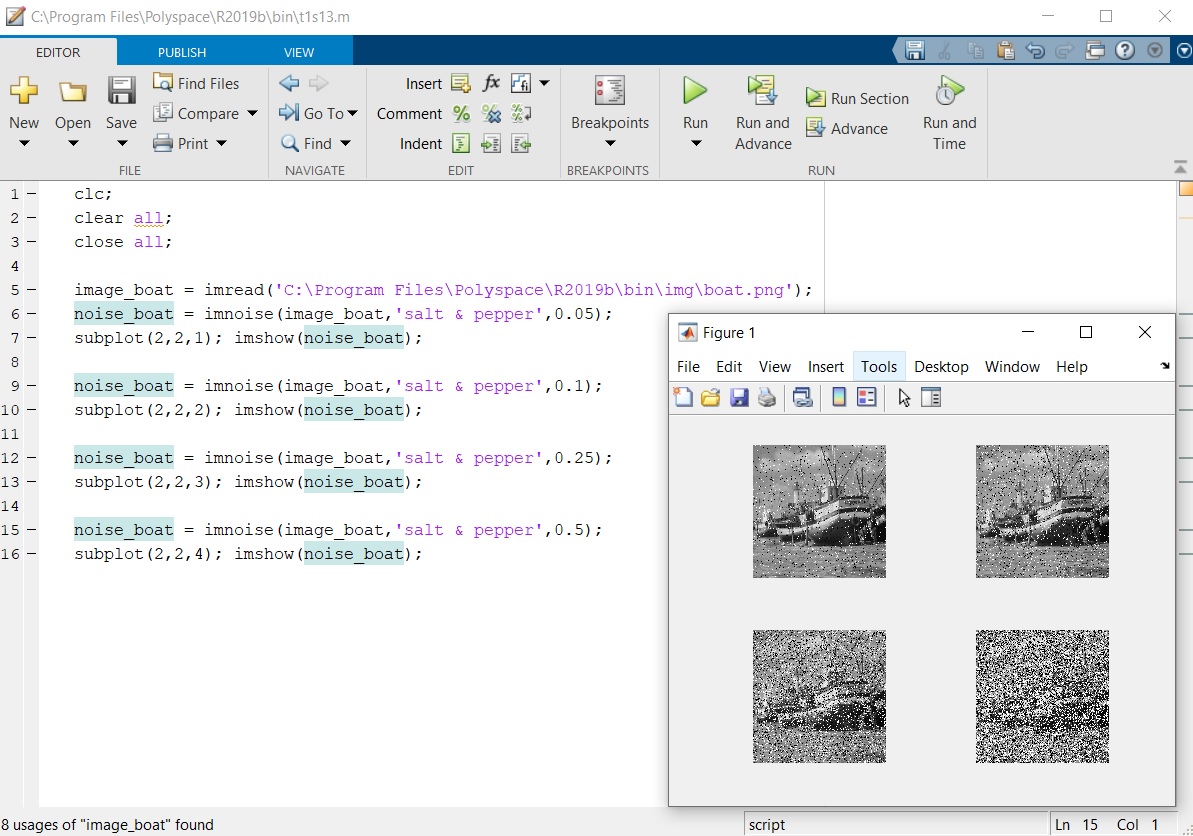 C:\Program Files\Polyspace\R2019b\bin\t1s13.m
EDITOR PUBLISH VIEW
New Open Save
Find Files
Compare
Print
FILE
Go To
Find
NAVIGATE
Insert fx
Comment
Indent
EDIT
Breakpoints
BREAKPOINTS
Run
Run and Advance
Run Section
Advance
Run and Time
RUN
1 clc;
2 clear all;
3 close all;
4
5 image_boat = imread('C:\Program Files\Polyspace\R2019b\bin\img\boat.png');
6 noise_boat = imnoise(image_boat,'salt & pepper',0.05);
7 subplot(2,2,1); imshow(noise_boat);
8
9 noise_boat = imnoise(image_boat,'salt & pepper',0.1);
10 subplot(2,2,2); imshow(noise_boat);
11
12 noise_boat = imnoise(image_boat,'salt & pepper',0.25);
13 subplot(2,2,3); imshow(noise_boat);
14
15 noise_boat = imnoise(image_boat,'salt & pepper',0.5);
16 subplot(2,2,4); imshow(noise_boat);
Figure 1
File Edit View Insert Tools Desktop Window Help
8 usages of "image_boat" found
script
Ln 15 Col 1